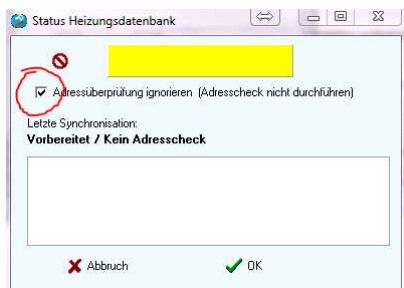 Status Heizungsdatenbank
Adressüberprüfung ignorieren (Adresscheck nicht durchführen)
Letzte Synchronisation:
Vorbereitet / Kein Adresscheck
Abbruch
OK